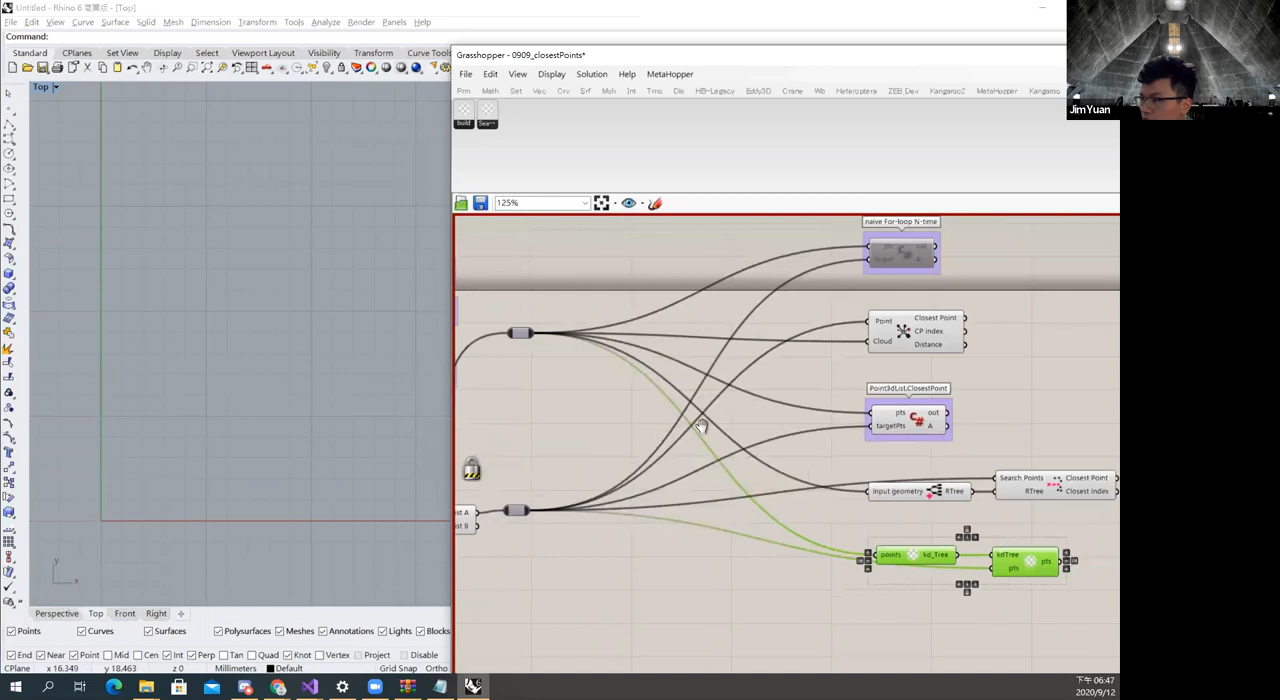 Untitled - Rhino 6 - [Top]
File Edit View Curve Surface Solid Mesh Dimension Transform Tools Analyze Render Panels Help
Command:
Standard CPlanes Set View Display Select Viewport Layout Visibility Transform Curve Tools
Top
Grasshopper - 0909_closestPoints*
File Edit View Display Solution Help MetaHopper
Prm Math Set Vec Crv Srf Msh Int Trns Dis HB-Legacy Eddy3D Crane Wb Heteroptera ZEB_Dev Kangaroo2 MetaHopper Kangaroo
build Sea
125%
naive For-loop N-time
pts out
A
Point Closest Point
CP Index
Cloud Distance
Point3dList.ClosestPoint
pts C# out
targetPts A
Search Points Closest Point
RTree Closest Index
Input geometry RTree
ist A
ist B
points kd_Tree
kdTree pts
pts
y
x
Perspective Top Front Right
Points Curves Surfaces Polysurfaces Meshes Annotations Lights Blocks
End Near Point Mid Cen Int Perp Tan Quad Knot Vertex Project Disable
CPlane x 16.349 y 18.463 z 0 Millimeters Default Grid Snap Ortho
JimYuan
下午 06:47
2020/9/12